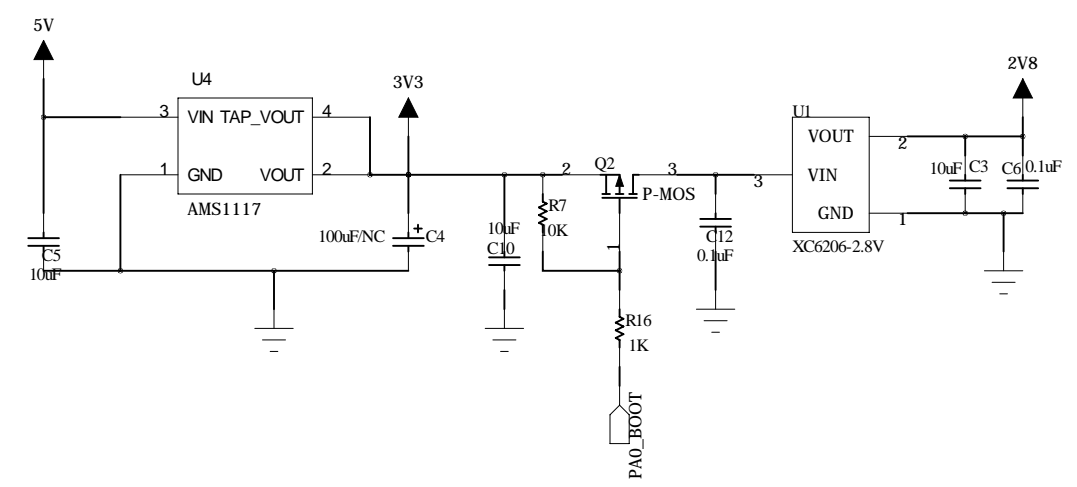 5V
U4
3 VIN TAP_VOUT 4
1 GND VOUT 2
AMS1117
C5
10uF
3V3
100uF/NC + C4
10uF
C10
R7
10K
2 Q2 3
P-MOS
1
R16
1K
PA0_BOOT
C12
0.1uF
U1
VOUT 2
3 VIN
GND 1
XC6206-2.8V
2V8
10uF C3 C6 0.1uF